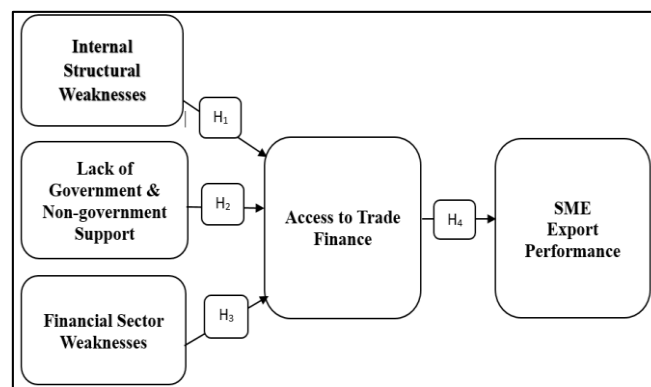 Internal
Structural
Weaknesses
H₁
Lack of
Government &
Non-government
Support
H₂
Financial Sector
Weaknesses
H₃
Access to Trade
Finance
H₄
SME
Export
Performance